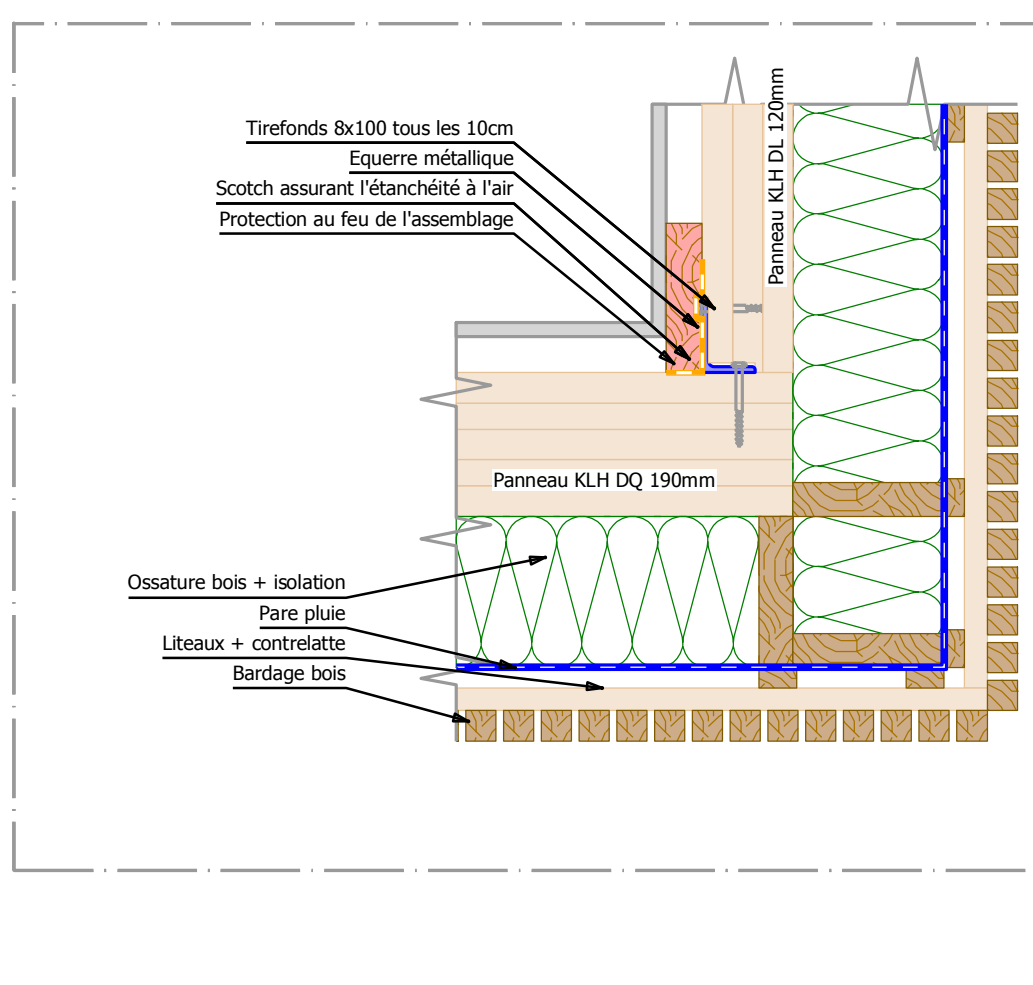 Tirefonds 8x100 tous les 10cm
Equerre métallique
Scotch assurant l'étanchéité à l'air
Protection au feu de l'assemblage
Panneau KLH DL 120mm
Panneau KLH DQ 190mm
Ossature bois + isolation
Pare pluie
Liteaux + contrelatte
Bardage bois